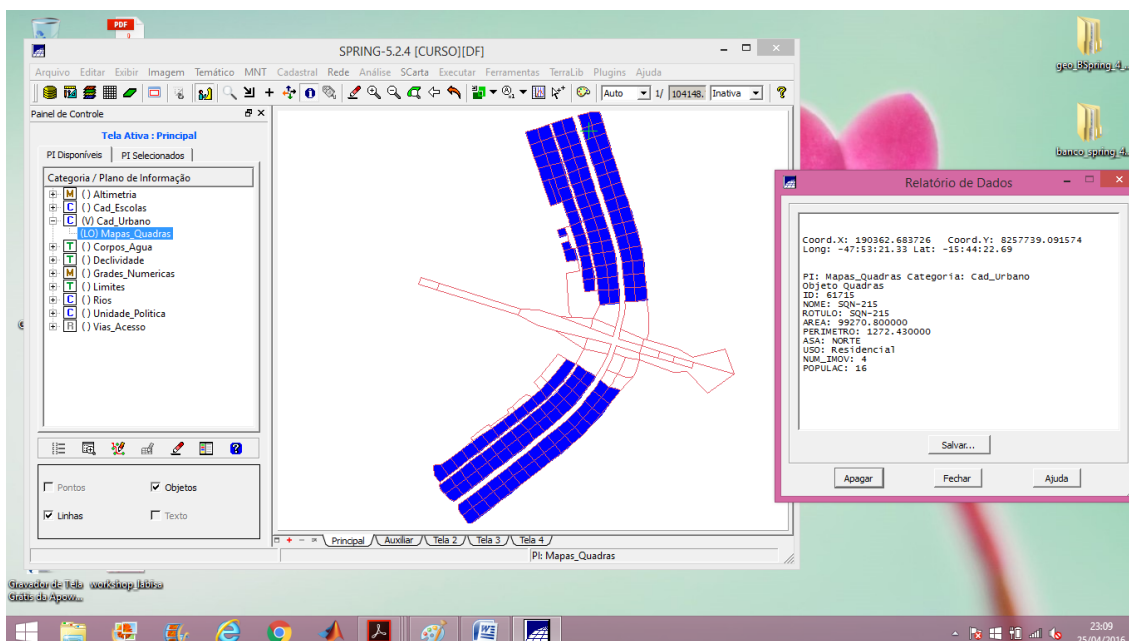 PDF
SPRING-5.2.4 [CURSO][DF]
Arquivo Editar Exibir Imagem Temático MNT Cadastral Rede Análise SCarta Executar Ferramentas TerraLib Plugins Ajuda
Auto 1/ 104148. Inativa
Painel de Controle
Tela Ativa : Principal
PI Disponíveis PI Selecionados
Categoria / Plano de Informação
M () Altimetria
C () Cad_Escolas
C (V) Cad_Urbano
(LO) Mapas_Quadras
T () Corpos_Agua
T () Declividade
M () Grades_Numericas
T () Limites
C () Rios
C () Unidade_Politica
R () Vias_Acesso
Pontos
Objetos
Linhas
Texto
Principal Auxiliar Tela 2 Tela 3 Tela 4
PI: Mapas_Quadras
geo_BSpring_4_...
banco_spring_4...
Relatório de Dados
Coord.X: 190362.683726 Coord.Y: 8257739.091574
Long: -47:53:21.33 Lat: -15:44:22.69
PI: Mapas_Quadras Categoria: Cad_Urbano
Objeto Quadras
ID: 61715
NOME: SQN-215
ROTULO: SQN-215
AREA: 99270.800000
PERIMETRO: 1272.430000
ASA: NORTE
USO: Residencial
NUM_IMOV: 4
POPULAC: 16
Salvar...
Apagar Fechar Ajuda
Gravador de Tela
Grátis da Apow...
workshop_labisa
23:09
25/04/2016